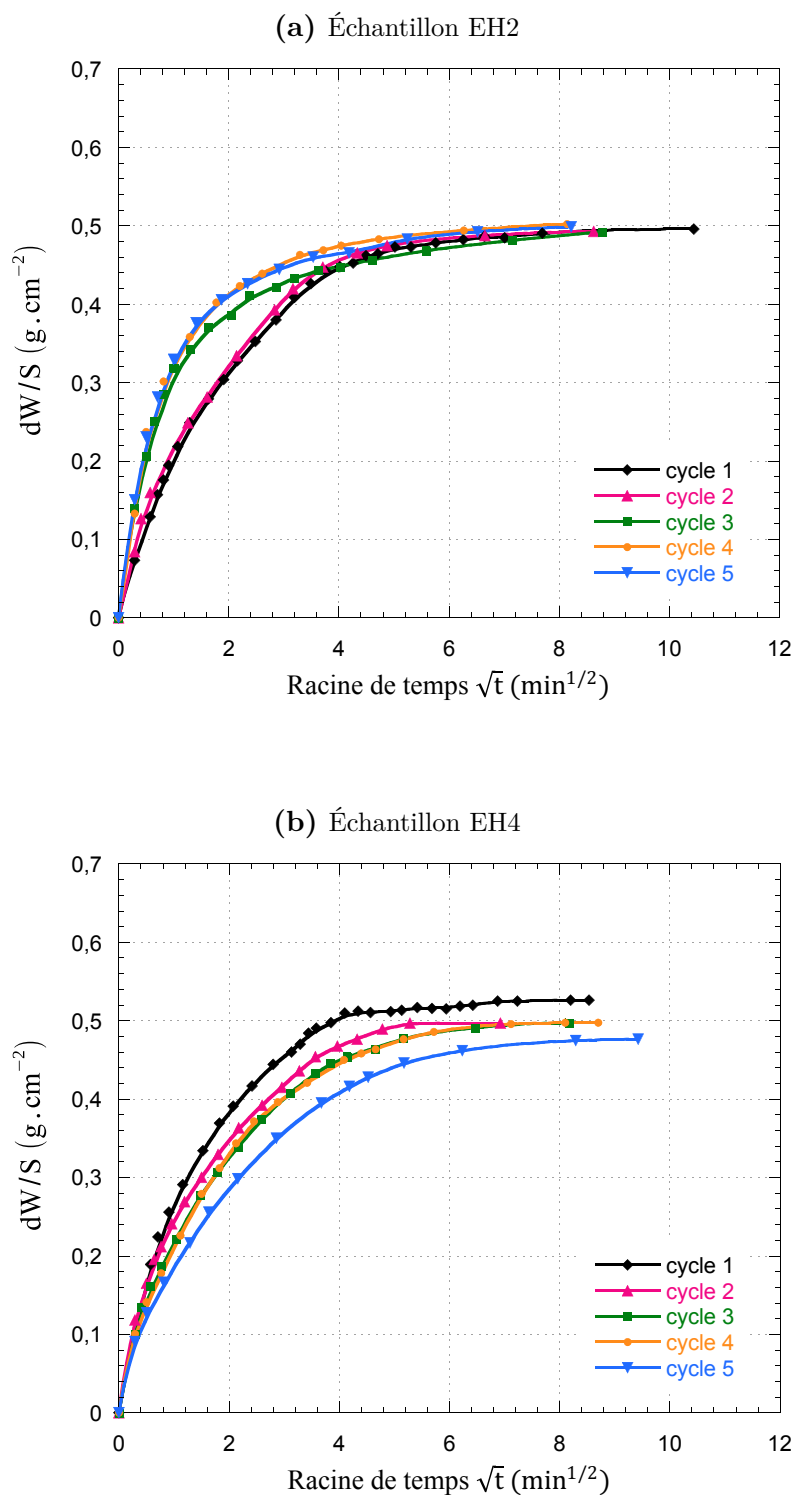 (a) Échantillon EH2
0,7
0,6
0,5
0,4
0,3
0,2
0,1
0
dW/S (g.cm⁻²)
cycle 1
cycle 2
cycle 3
cycle 4
cycle 5
0 2 4 6 8 10 12
Racine de temps √t (min^1/2)
(b) Échantillon EH4
0,7
0,6
0,5
0,4
0,3
0,2
0,1
0
dW/S (g.cm⁻²)
cycle 1
cycle 2
cycle 3
cycle 4
cycle 5
0 2 4 6 8 10 12
Racine de temps √t (min^1/2)